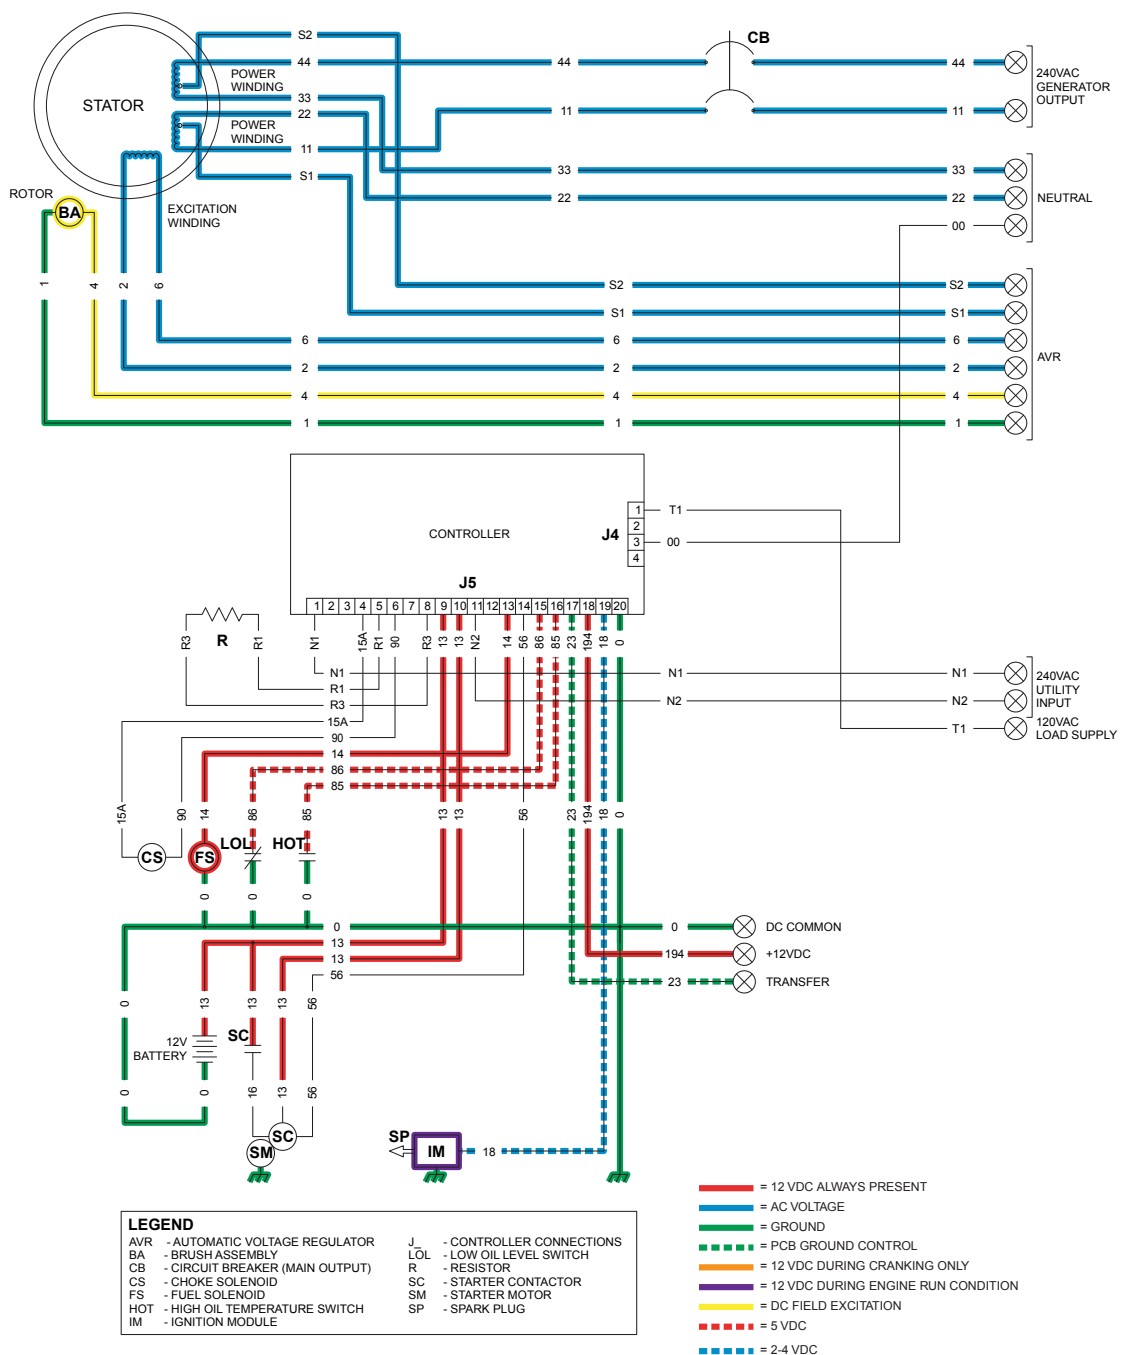 S2
44 44 CB 44
POWER
WINDING
240VAC
GENERATOR
OUTPUT
STATOR
33
22
11 11
POWER
WINDING
11
33 33
S1
ROTOR
BA
22 22
NEUTRAL
EXCITATION
WINDING
00
1 4 2 6
S2 S2
S1 S1
6 6 6
AVR
2 2 2
4 4 4
1 1 1
CONTROLLER
J4
1 T1
2
3 00
4
J5
1 2 3 4 5 6 7 8 9 10 11 12 13 14 15 16 17 18 19 20
R3 R R1 N1 15A R1 90 R3 13 13 N2 14 56 86 85 23 194 18 0
N1 N1 N1
240VAC
UTILITY
INPUT
R1
N2 N2
R3
15A
T1
120VAC
LOAD SUPPLY
90
14
86
85
15A 90 14 86 85 13 13 56 23 194 18 0
LOL HOT
CS FS
0 0 0
0 0 DC COMMON
13
13 194 +12VDC
56
23 TRANSFER
0 13 13 13 56
12V
BATTERY
SC
0 0 16 13 56
SC
SM
SP
IM 18
= 12 VDC ALWAYS PRESENT
= AC VOLTAGE
= GROUND
= PCB GROUND CONTROL
= 12 VDC DURING CRANKING ONLY
= 12 VDC DURING ENGINE RUN CONDITION
= DC FIELD EXCITATION
= 5 VDC
= 2-4 VDC
LEGEND
AVR - AUTOMATIC VOLTAGE REGULATOR
BA - BRUSH ASSEMBLY
CB - CIRCUIT BREAKER (MAIN OUTPUT)
CS - CHOKE SOLENOID
FS - FUEL SOLENOID
HOT - HIGH OIL TEMPERATURE SWITCH
IM - IGNITION MODULE
J_ - CONTROLLER CONNECTIONS
LOL - LOW OIL LEVEL SWITCH
R - RESISTOR
SC - STARTER CONTACTOR
SM - STARTER MOTOR
SP - SPARK PLUG